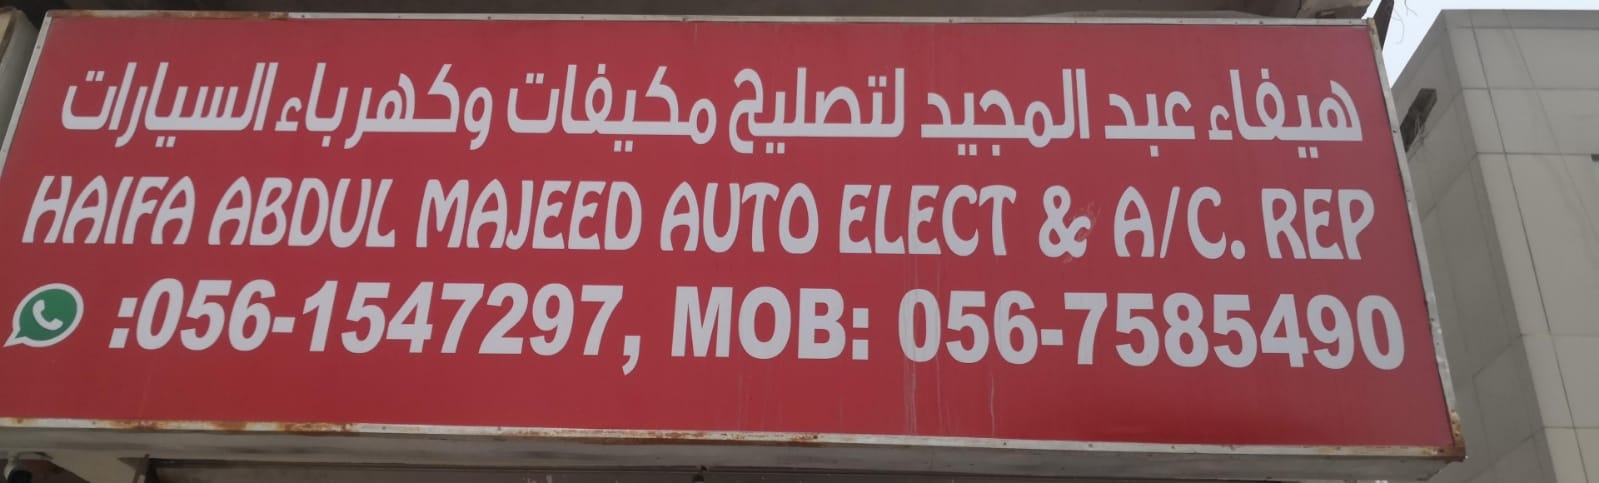 هيفاء عبد المجيد لتصليح مكيفات وكهرباء السيارات
HAIFA ABDUL MAJEED AUTO ELECT & A/C. REP
:056-1547297, MOB: 056-7585490